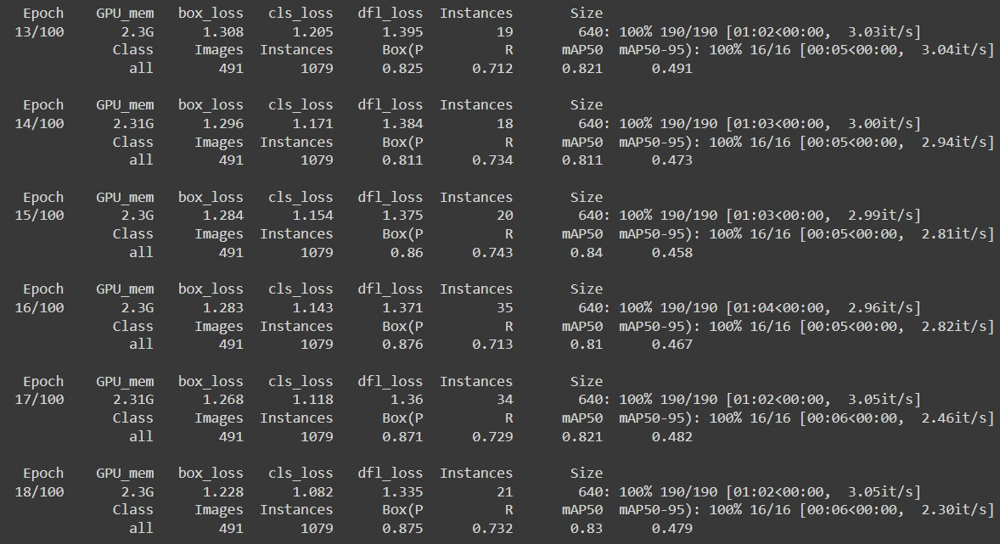 Epoch GPU_mem box_loss cls_loss dfl_loss Instances Size
13/100 2.3G 1.308 1.205 1.395 19 640: 100% 190/190 [01:02<00:00, 3.03it/s]
Class Images Instances Box(P R mAP50 mAP50-95): 100% 16/16 [00:05<00:00, 3.04it/s]
all 491 1079 0.825 0.712 0.821 0.491
Epoch GPU_mem box_loss cls_loss dfl_loss Instances Size
14/100 2.31G 1.296 1.171 1.384 18 640: 100% 190/190 [01:03<00:00, 3.00it/s]
Class Images Instances Box(P R mAP50 mAP50-95): 100% 16/16 [00:05<00:00, 2.94it/s]
all 491 1079 0.811 0.734 0.811 0.473
Epoch GPU_mem box_loss cls_loss dfl_loss Instances Size
15/100 2.3G 1.284 1.154 1.375 20 640: 100% 190/190 [01:03<00:00, 2.99it/s]
Class Images Instances Box(P R mAP50 mAP50-95): 100% 16/16 [00:05<00:00, 2.81it/s]
all 491 1079 0.86 0.743 0.84 0.458
Epoch GPU_mem box_loss cls_loss dfl_loss Instances Size
16/100 2.3G 1.283 1.143 1.371 35 640: 100% 190/190 [01:04<00:00, 2.96it/s]
Class Images Instances Box(P R mAP50 mAP50-95): 100% 16/16 [00:05<00:00, 2.82it/s]
all 491 1079 0.876 0.713 0.81 0.467
Epoch GPU_mem box_loss cls_loss dfl_loss Instances Size
17/100 2.31G 1.268 1.118 1.36 34 640: 100% 190/190 [01:02<00:00, 3.05it/s]
Class Images Instances Box(P R mAP50 mAP50-95): 100% 16/16 [00:06<00:00, 2.46it/s]
all 491 1079 0.871 0.729 0.821 0.482
Epoch GPU_mem box_loss cls_loss dfl_loss Instances Size
18/100 2.3G 1.228 1.082 1.335 21 640: 100% 190/190 [01:02<00:00, 3.05it/s]
Class Images Instances Box(P R mAP50 mAP50-95): 100% 16/16 [00:06<00:00, 2.30it/s]
all 491 1079 0.875 0.732 0.83 0.479